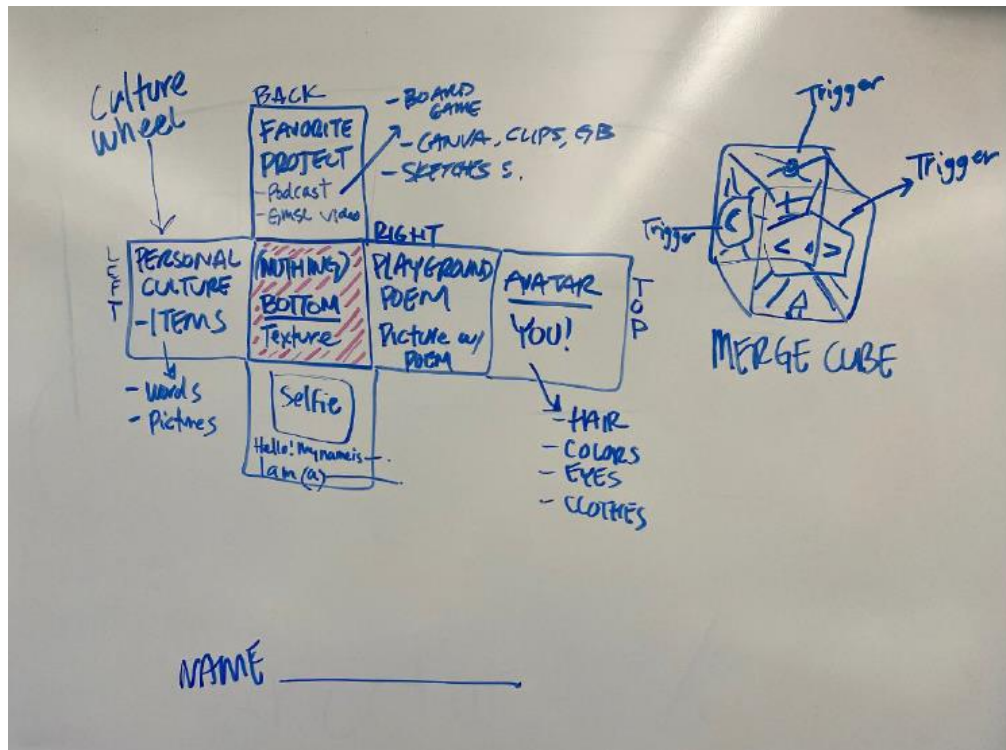 Culture
Wheel
BACK
FAVORITE
PROJECT
- Podcast
video
- BOARD
GAME
- CANVA, CLIPS, GB
- SKETCHES S.
LEFT
PERSONAL
CULTURE
- ITEMS
- Words
- Pictures
(NOTHING)
BOTTOM
Texture
RIGHT
PLAYGROUND
POEM
Picture w/
POEM
AVATAR
YOU!
TOP
- HAIR
- COLORS
- EYES
- CLOTHES
Selfie
Hello! My name is
I am (a)
Trigger
Trigger
Trigger
MERGE CUBE
NAME